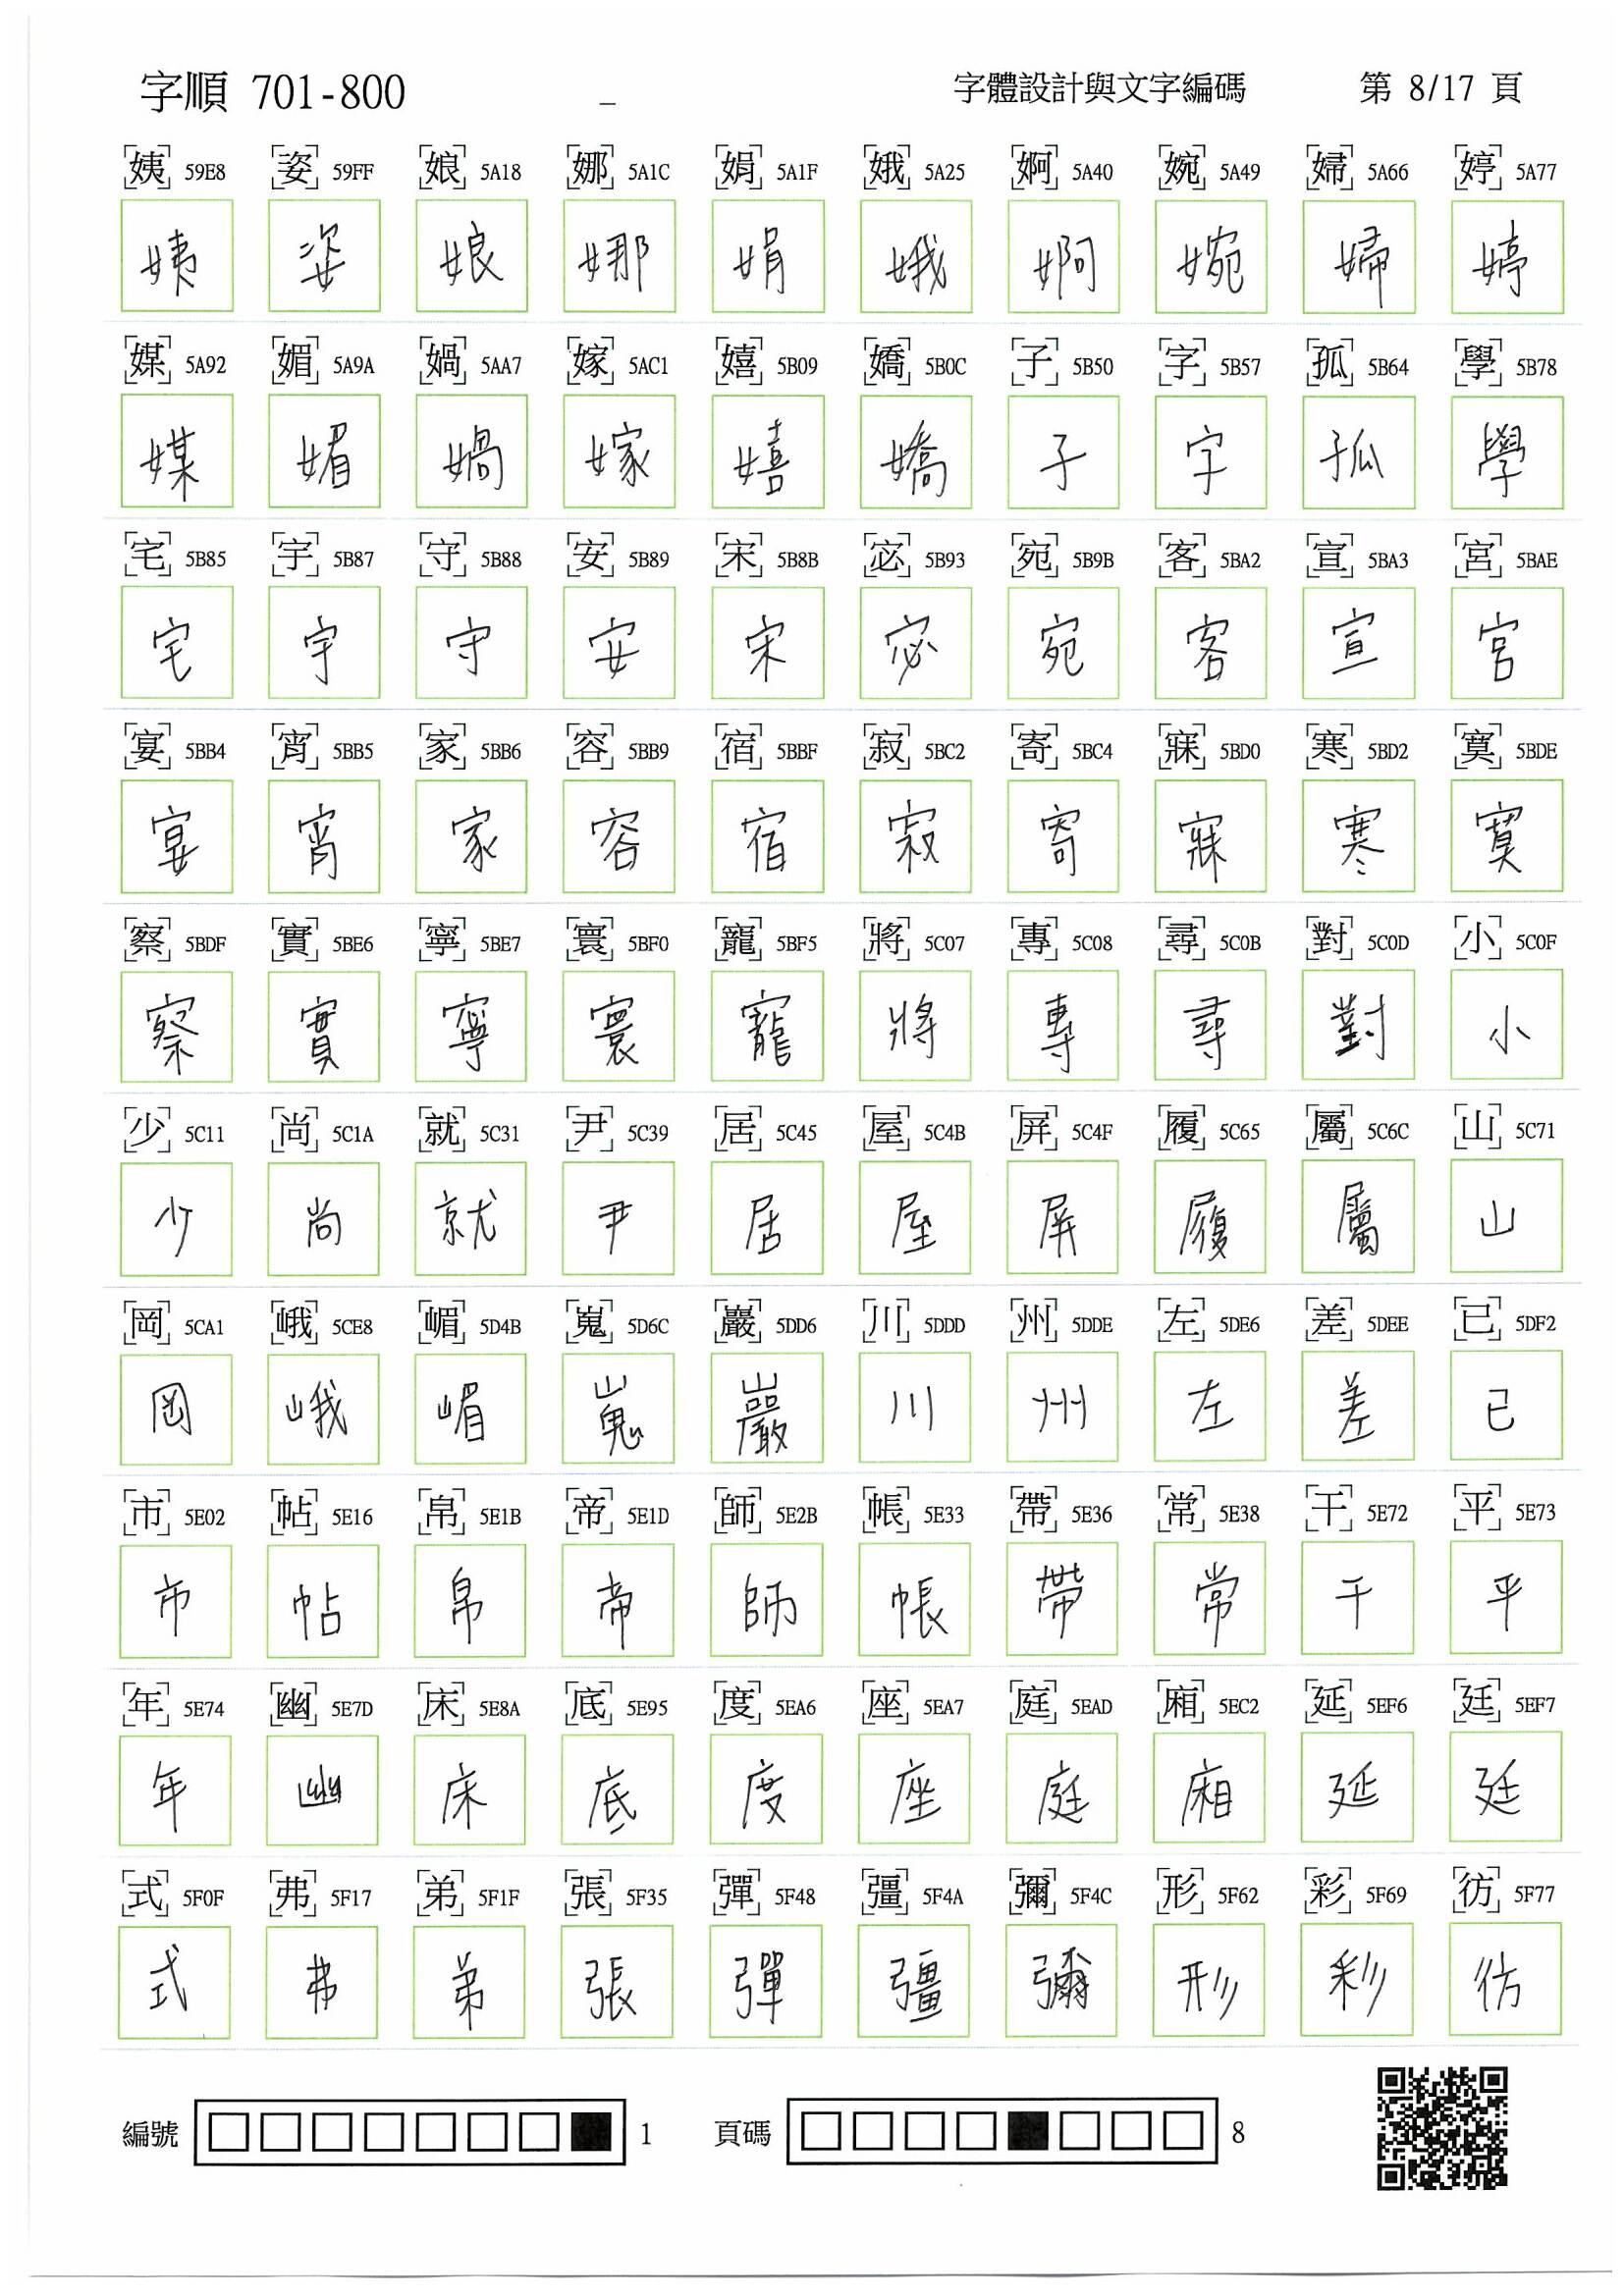 字順 701-800 _ 字體設計與文字編碼 第 8/17 頁
姨 59E8 姿 59FF 娘 5A18 娜 5A1C 娟 5A1F 娥 5A25 婀 5A40 婉 5A49 婦 5A66 婷 5A77
姨 姿 娘 娜 娟 娥 婀 婉 婦 婷
媒 5A92 媚 5A9A 媧 5AA7 嫁 5AC1 嬉 5B09 嬌 5B0C 子 5B50 字 5B57 孤 5B64 學 5B78
媒 媚 媧 嫁 嬉 嬌 子 字 孤 學
宅 5B85 宇 5B87 守 5B88 安 5B89 宋 5B8B 宓 5B93 宛 5B9B 客 5BA2 宣 5BA3 宮 5BAE
宅 宇 守 安 宋 宓 宛 客 宣 宮
宴 5BB4 宵 5BB5 家 5BB6 容 5BB9 宿 5BBF 寂 5BC2 寄 5BC4 寐 5BD0 寒 5BD2 寞 5BDE
宴 宵 家 容 宿 寂 寄 寐 寒 寞
察 5BDF 實 5BE6 寧 5BE7 寰 5BF0 寵 5BF5 將 5C07 專 5C08 尋 5C0B 對 5C0D 小 5C0F
察 實 寧 寰 寵 將 專 尋 對 小
少 5C11 尚 5C1A 就 5C31 尹 5C39 居 5C45 屋 5C4B 屏 5C4F 履 5C65 屬 5C6C 山 5C71
少 尚 就 尹 居 屋 屏 履 屬 山
岡 5CA1 峨 5CE8 嵋 5D4B 嵬 5D6C 巖 5DD6 川 5DDD 州 5DDE 左 5DE6 差 5DEE 已 5DF2
岡 峨 嵋 嵬 巖 川 州 左 差 已
市 5E02 帖 5E16 帛 5E1B 帝 5E1D 師 5E2B 帳 5E33 帶 5E36 常 5E38 干 5E72 平 5E73
市 帖 帛 帝 師 帳 帶 常 干 平
年 5E74 幽 5E7D 床 5E8A 底 5E95 度 5EA6 座 5EA7 庭 5EAD 廂 5EC2 延 5EF6 廷 5EF7
年 幽 床 底 度 座 庭 廂 延 廷
式 5F0F 弗 5F17 弟 5F1F 張 5F35 彈 5F48 彊 5F4A 彌 5F4C 形 5F62 彩 5F69 彷 5F77
式 弗 弟 張 彈 彊 彌 形 彩 彷
編號 1 頁碼 8